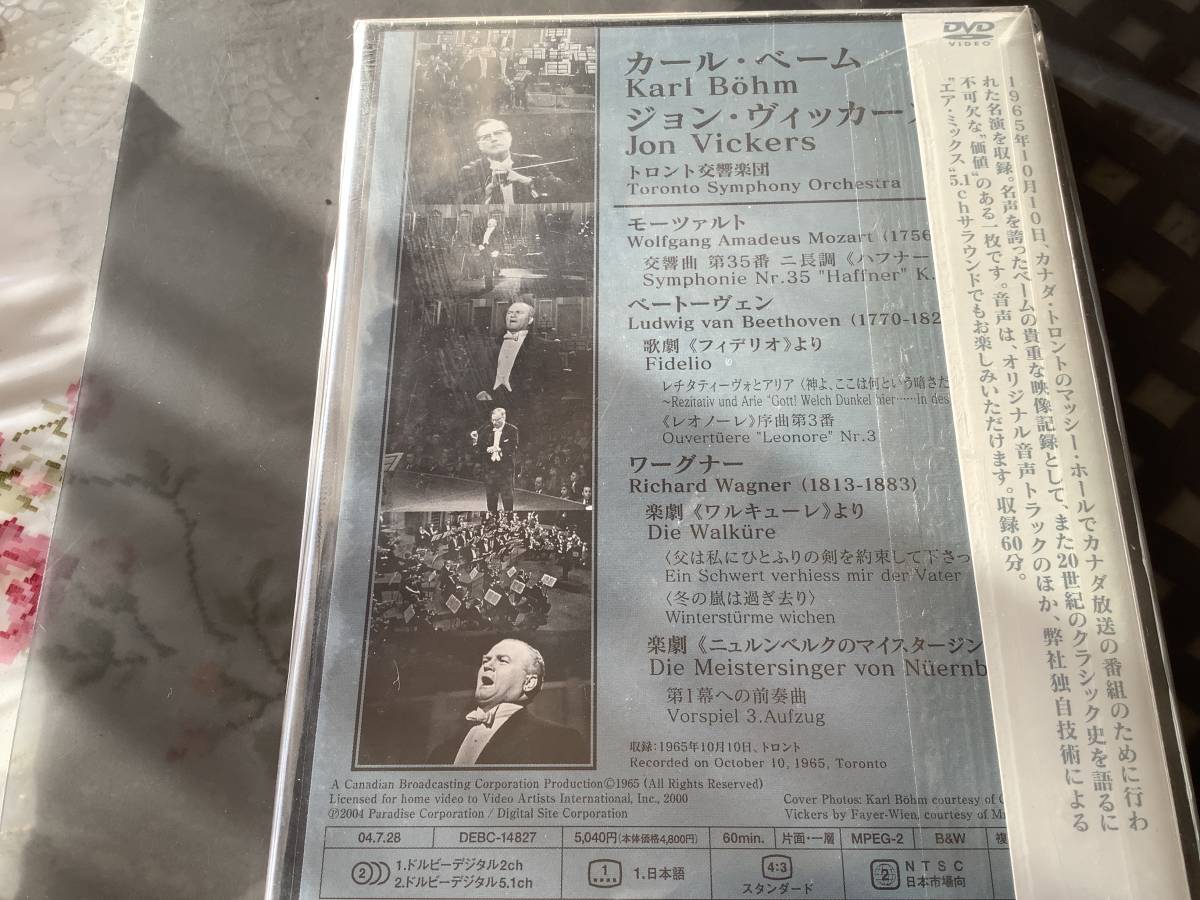 カール・ベーム
Karl Böhm
ジョン・ヴィッカー
Jon Vickers
トロント交響楽団
Toronto Symphony Orchestra
モーツァルト
Wolfgang Amadeus Mozart (1756
交響曲 第35番 ニ長調《ハフナー
Symphonie Nr.35 "Haffner" K.
ベートーヴェン
Ludwig van Beethoven (1770-182
歌劇《フィデリオ》より
Fidelio
レチタティーヴォとアリア〈神よ、ここは何という暗さだ
~Rezitativ und Arie "Gott! Welch Dunkel hier……In des
《レオノーレ》序曲第3番
Ouvertüere "Leonore" Nr.3
ワーグナー
Richard Wagner (1813-1883)
楽劇《ワルキューレ》より
Die Walküre
〈父は私にひとふりの剣を約束して下さっ
Ein Schwert verhiess mir der Vater
〈冬の嵐は過ぎ去り〉
Winterstürme wichen
楽劇《ニュルンベルクのマイスタージン
Die Meistersinger von Nüernb
第1幕への前奏曲
Vorspiel 3.Aufzug
収録:1965年10月10日、トロント
Recorded on October 10, 1965, Toronto
A Canadian Broadcasting Corporation Production©1965 (All Rights Reserved)
Licensed for home video to Video Artists International, Inc., 2000
℗2004 Paradise Corporation / Digital Site Corporation
Cover Photos: Karl Böhm courtesy of
Vickers by Fayer-Wien, courtesy of
04.7.28 DEBC-14827 5,040円(本体価格4,800円) 60min. 片面・一層 MPEG-2 B&W 複
2 1.ドルビーデジタル2ch
2.ドルビーデジタル5.1ch
1 1.日本語
4:3
スタンダード
2 NTSC
日本市場向
DVD
VIDEO
1965年10月10日、カナダ・トロントのマッシー・ホールでカナダ放送の番組のために行わ
れた名演を収録。名声を誇ったベームの貴重な映像記録として、また20世紀のクラシック史を語るに
不可欠な"価値"のある一枚です。音声は、オリジナル音声トラックのほか、弊社独自技術による
"エア・ミックス"5.1chサラウンドでもお楽しみいただけます。収録60分。